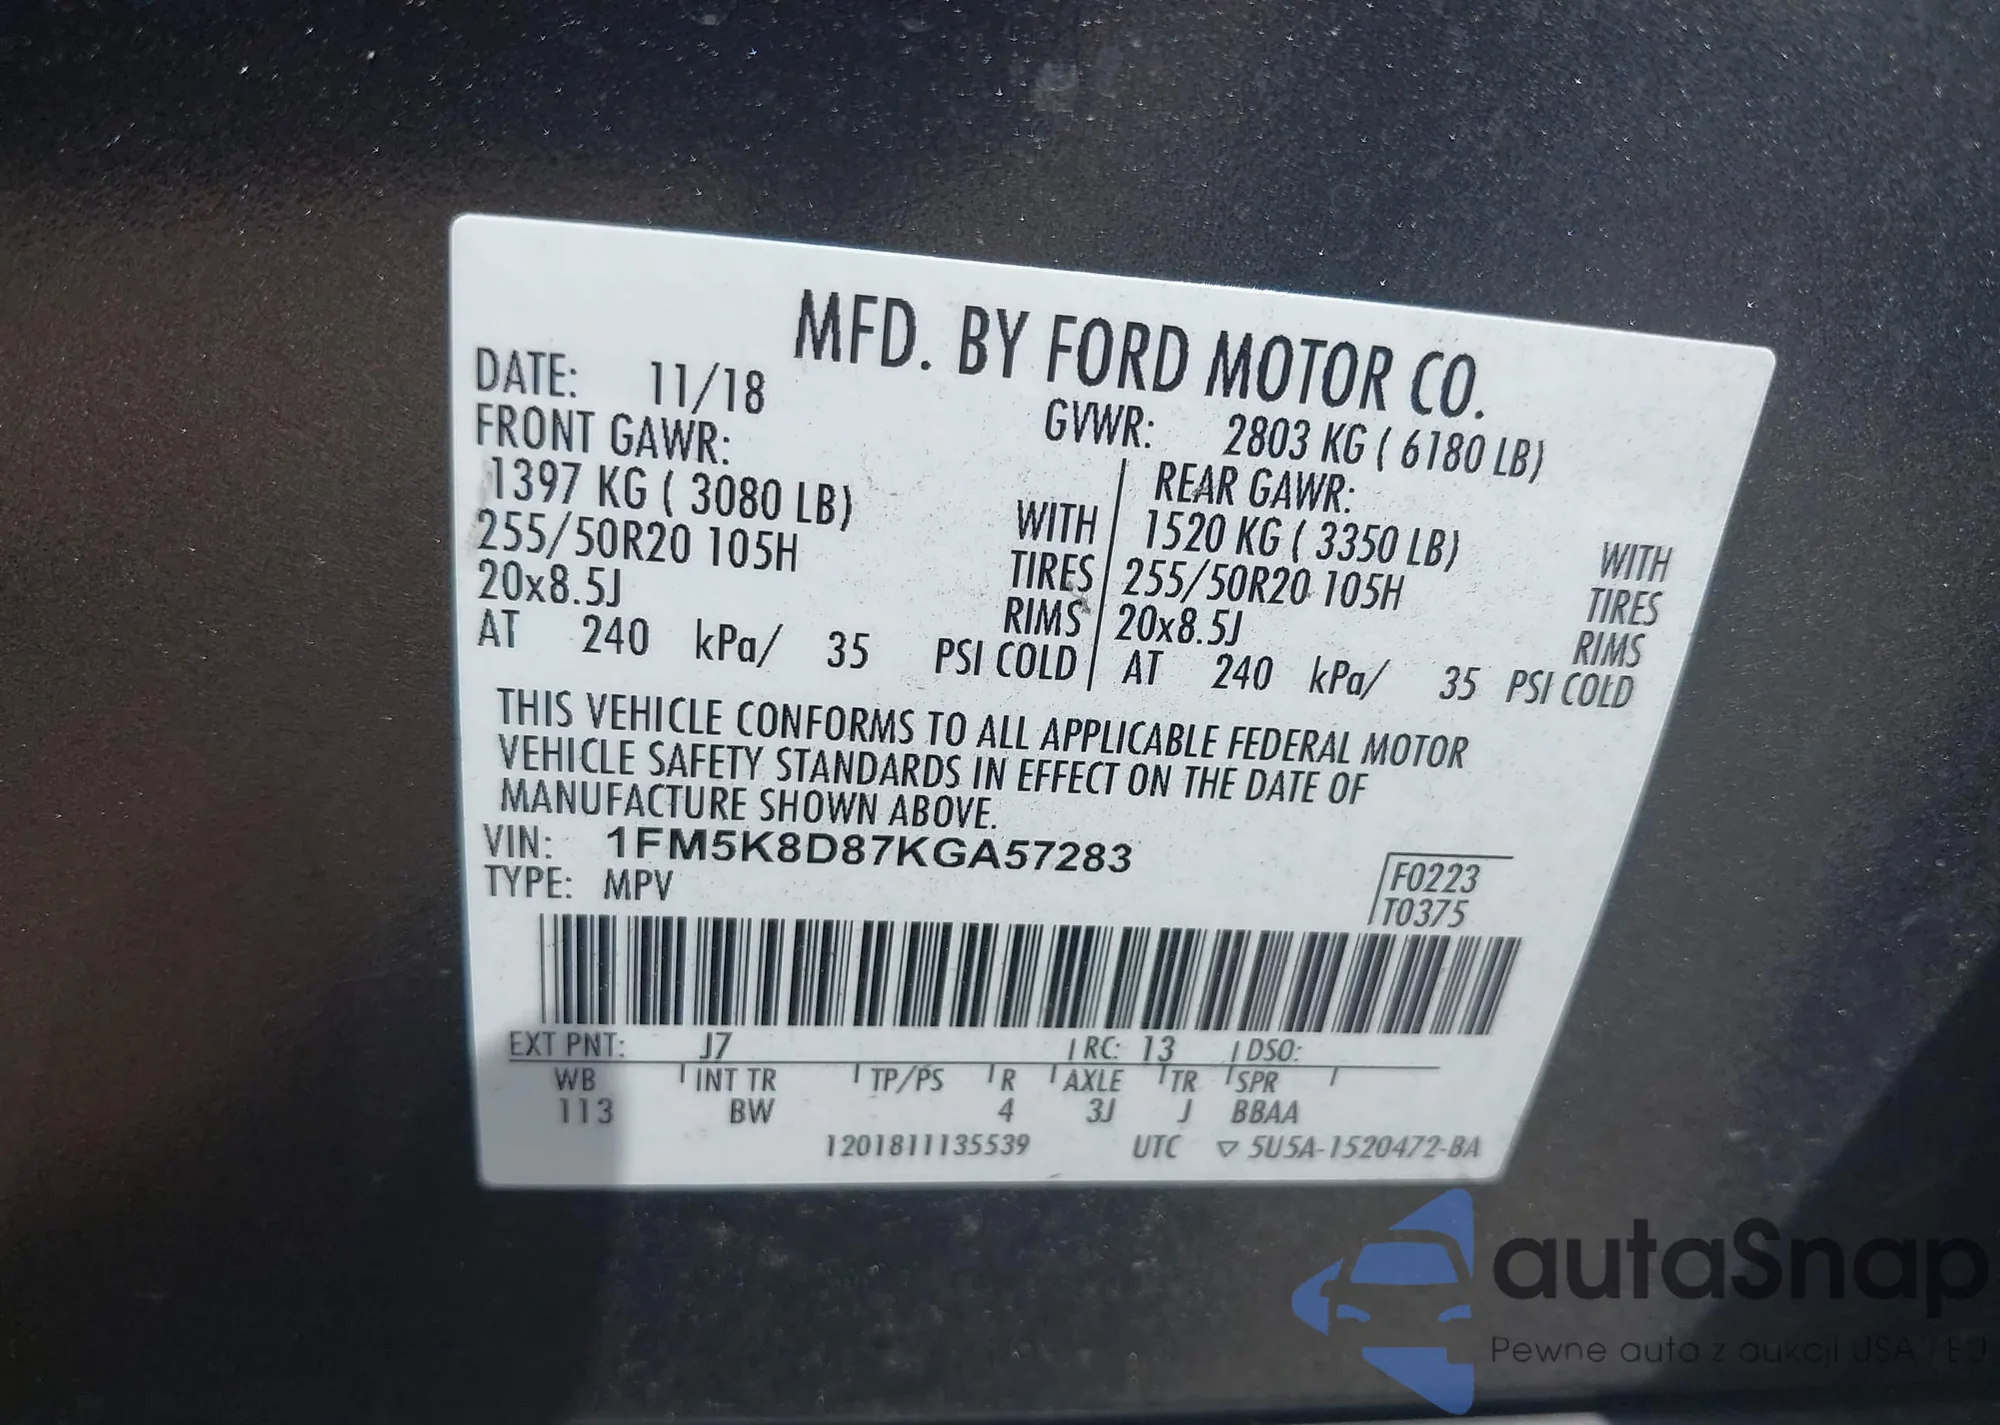 MFD. BY FORD MOTOR CO.
DATE: 11/18
GVWR: 2803 KG ( 6180 LB)
FRONT GAWR:
1397 KG ( 3080 LB) WITH
255/50R20 105H TIRES
20x8.5J RIMS
AT 240 kPa/ 35 PSI COLD
REAR GAWR:
1520 KG ( 3350 LB) WITH
255/50R20 105H TIRES
20x8.5J RIMS
AT 240 kPa/ 35 PSI COLD
THIS VEHICLE CONFORMS TO ALL APPLICABLE FEDERAL MOTOR
VEHICLE SAFETY STANDARDS IN EFFECT ON THE DATE OF
MANUFACTURE SHOWN ABOVE.
VIN: 1FM5K8D87KGA57283
TYPE: MPV
F0223
T0375
EXT PNT: J7 RC: 13 DSO:
WB INT TR TP/PS R AXLE TR SPR
113 BW 4 3J J BBAA
1201811135539 UTC ▽ 5U5A-1520472-BA
autaSnap
Pewne auta z aukcji USA i EU